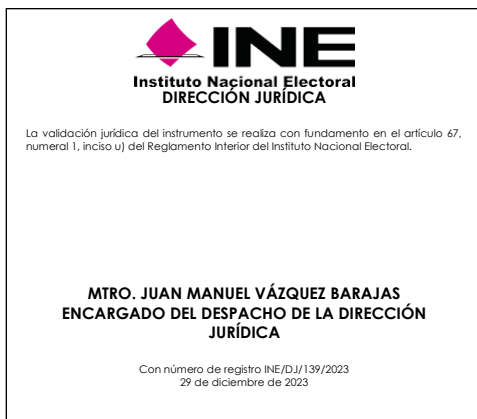 INE
Instituto Nacional Electoral
DIRECCIÓN JURÍDICA
La validación jurídica del instrumento se realiza con fundamento en el artículo 67,
numeral 1, inciso u) del Reglamento Interior del Instituto Nacional Electoral.
MTRO. JUAN MANUEL VÁZQUEZ BARAJAS
ENCARGADO DEL DESPACHO DE LA DIRECCIÓN
JURÍDICA
Con número de registro INE/DJ/139/2023
29 de diciembre de 2023